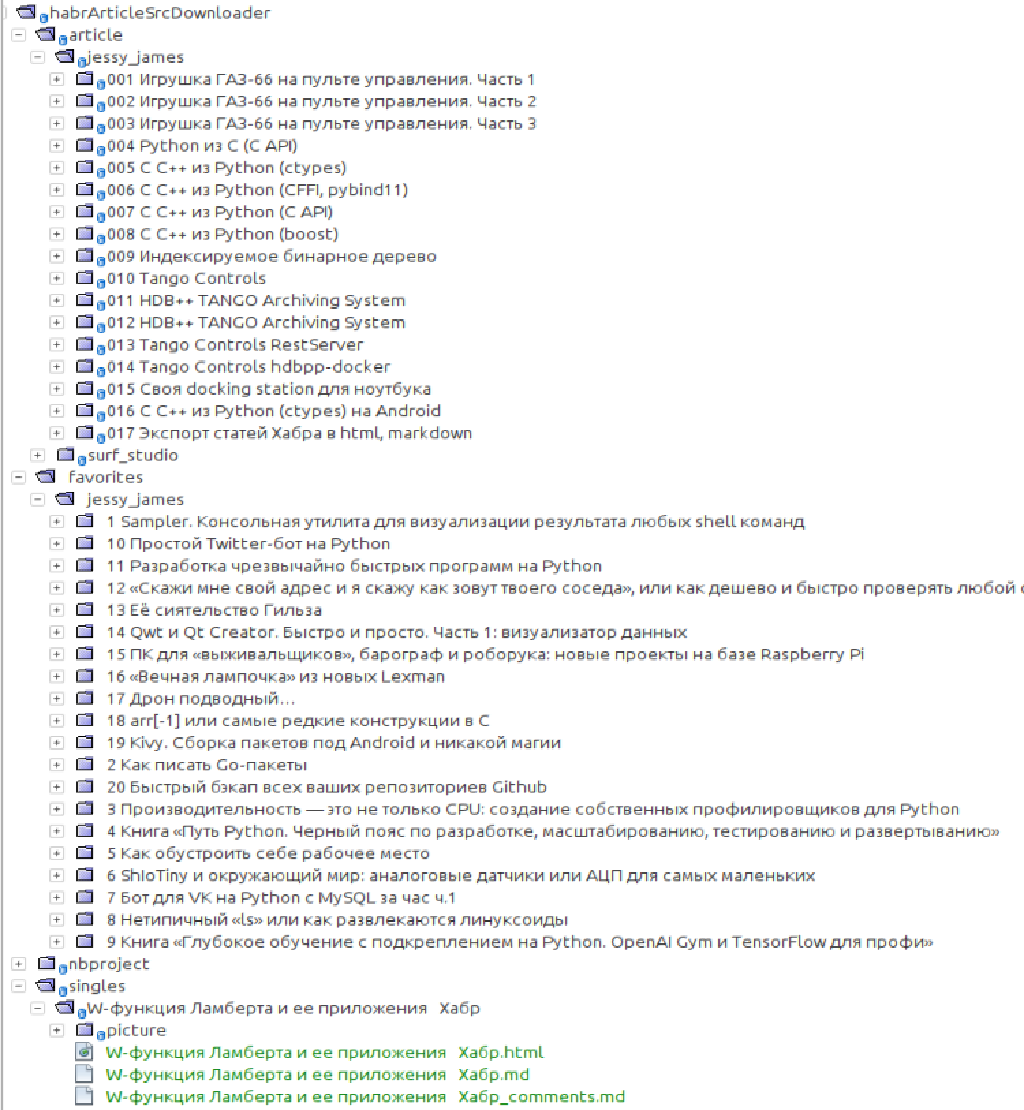 habrArticleSrcDownloader
article
jessy_james
001 Игрушка ГАЗ-66 на пульте управления. Часть 1
002 Игрушка ГАЗ-66 на пульте управления. Часть 2
003 Игрушка ГАЗ-66 на пульте управления. Часть 3
004 Python из C (C API)
005 C C++ из Python (ctypes)
006 C C++ из Python (CFFI, pybind11)
007 C C++ из Python (C API)
008 C C++ из Python (boost)
009 Индексируемое бинарное дерево
010 Tango Controls
011 HDB++ TANGO Archiving System
012 HDB++ TANGO Archiving System
013 Tango Controls RestServer
014 Tango Controls hdbpp-docker
015 Своя docking station для ноутбука
016 C C++ из Python (ctypes) на Android
017 Экспорт статей Хабра в html, markdown
surf_studio
favorites
jessy_james
1 Sampler. Консольная утилита для визуализации результата любых shell команд
10 Простой Twitter-бот на Python
11 Разработка чрезвычайно быстрых программ на Python
12 «Скажи мне свой адрес и я скажу как зовут твоего соседа», или как дешево и быстро проверять любой
13 Её сиятельство Гильза
14 Qwt и Qt Creator. Быстро и просто. Часть 1: визуализатор данных
15 ПК для «выживальщиков», барограф и роборука: новые проекты на базе Raspberry Pi
16 «Вечная лампочка» из новых Lexman
17 Дрон подводный…
18 arr[-1] или самые редкие конструкции в C
19 Kivy. Сборка пакетов под Android и никакой магии
2 Как писать Go-пакеты
20 Быстрый бэкап всех ваших репозиториев Github
3 Производительность — это не только CPU: создание собственных профилировщиков для Python
4 Книга «Путь Python. Черный пояс по разработке, масштабированию, тестированию и развертыванию»
5 Как обустроить себе рабочее место
6 ShIoTiny и окружающий мир: аналоговые датчики или АЦП для самых маленьких
7 Бот для VK на Python с MySQL за час ч.1
8 Нетипичный «ls» или как развлекаются линуксоиды
9 Книга «Глубокое обучение с подкреплением на Python. OpenAI Gym и TensorFlow для профи»
nbproject
singles
W-функция Ламберта и ее приложения Хабр
picture
W-функция Ламберта и ее приложения Хабр.html
W-функция Ламберта и ее приложения Хабр.md
W-функция Ламберта и ее приложения Хабр_comments.md